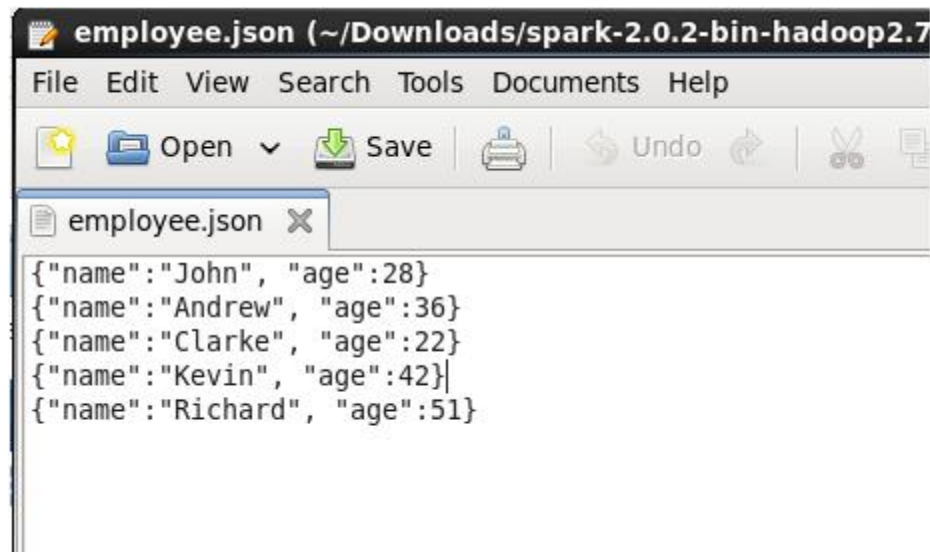 employee.json (~/Downloads/spark-2.0.2-bin-hadoop2.7
File Edit View Search Tools Documents Help
Open Save Undo
employee.json
{"name":"John", "age":28}
{"name":"Andrew", "age":36}
{"name":"Clarke", "age":22}
{"name":"Kevin", "age":42}
{"name":"Richard", "age":51}